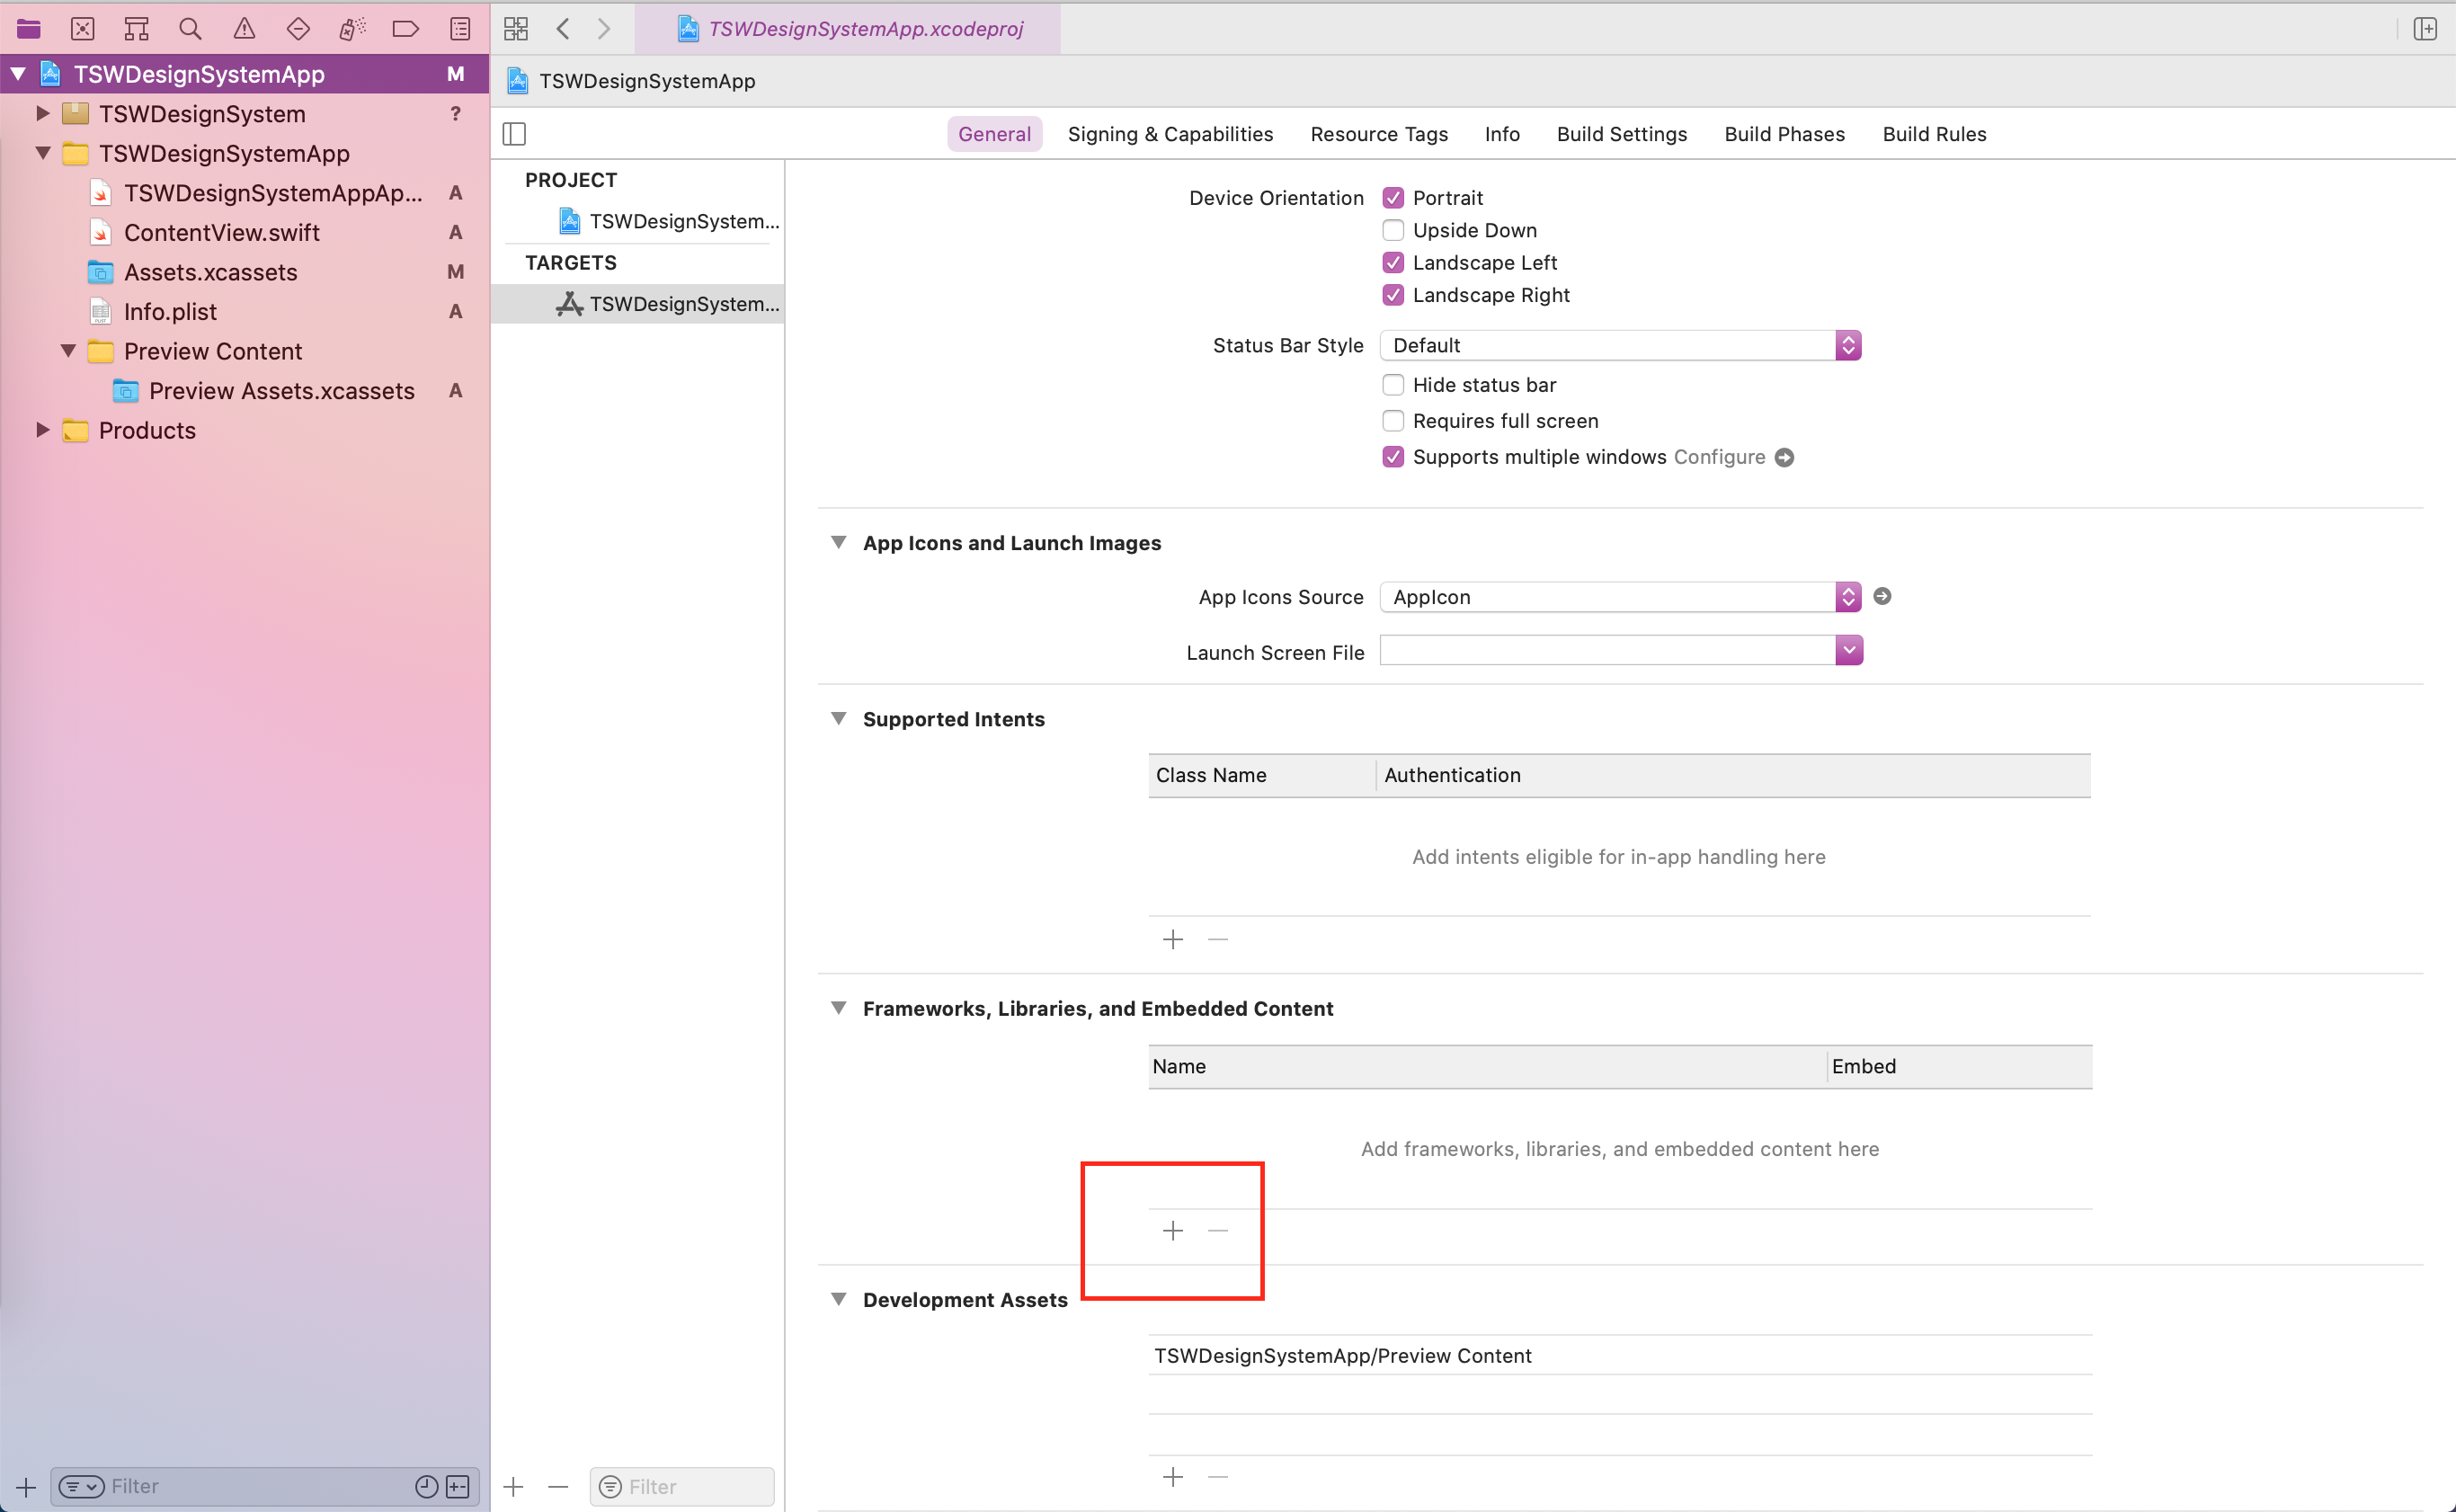 TSWDesignSystemApp.xcodeproj
TSWDesignSystemApp M
TSWDesignSystem ?
TSWDesignSystemApp
TSWDesignSystemAppAp... A
ContentView.swift A
Assets.xcassets M
Info.plist A
Preview Content
Preview Assets.xcassets A
Products
Filter
TSWDesignSystemApp
General Signing & Capabilities Resource Tags Info Build Settings Build Phases Build Rules
PROJECT
TSWDesignSystem...
TARGETS
TSWDesignSystem...
Filter
Device Orientation Portrait
Upside Down
Landscape Left
Landscape Right
Status Bar Style Default
Hide status bar
Requires full screen
Supports multiple windows Configure
App Icons and Launch Images
App Icons Source AppIcon
Launch Screen File
Supported Intents
Class Name Authentication
Add intents eligible for in-app handling here
Frameworks, Libraries, and Embedded Content
Name Embed
Add frameworks, libraries, and embedded content here
Development Assets
TSWDesignSystemApp/Preview Content